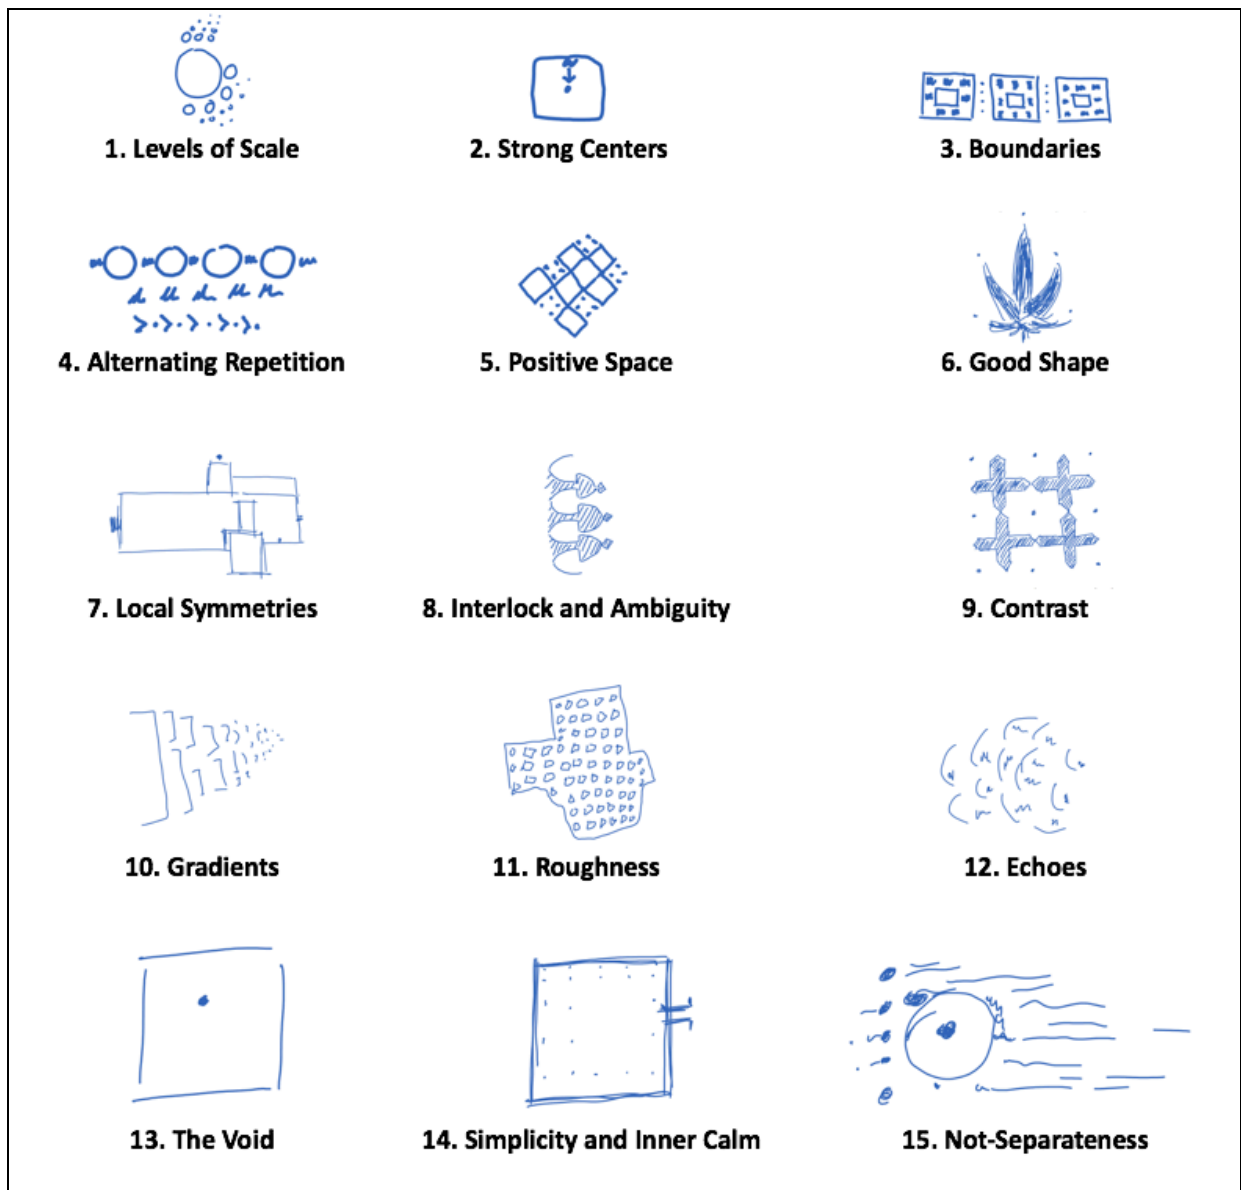 1. Levels of Scale
2. Strong Centers
3. Boundaries
4. Alternating Repetition
5. Positive Space
6. Good Shape
7. Local Symmetries
8. Interlock and Ambiguity
9. Contrast
10. Gradients
11. Roughness
12. Echoes
13. The Void
14. Simplicity and Inner Calm
15. Not-Separateness